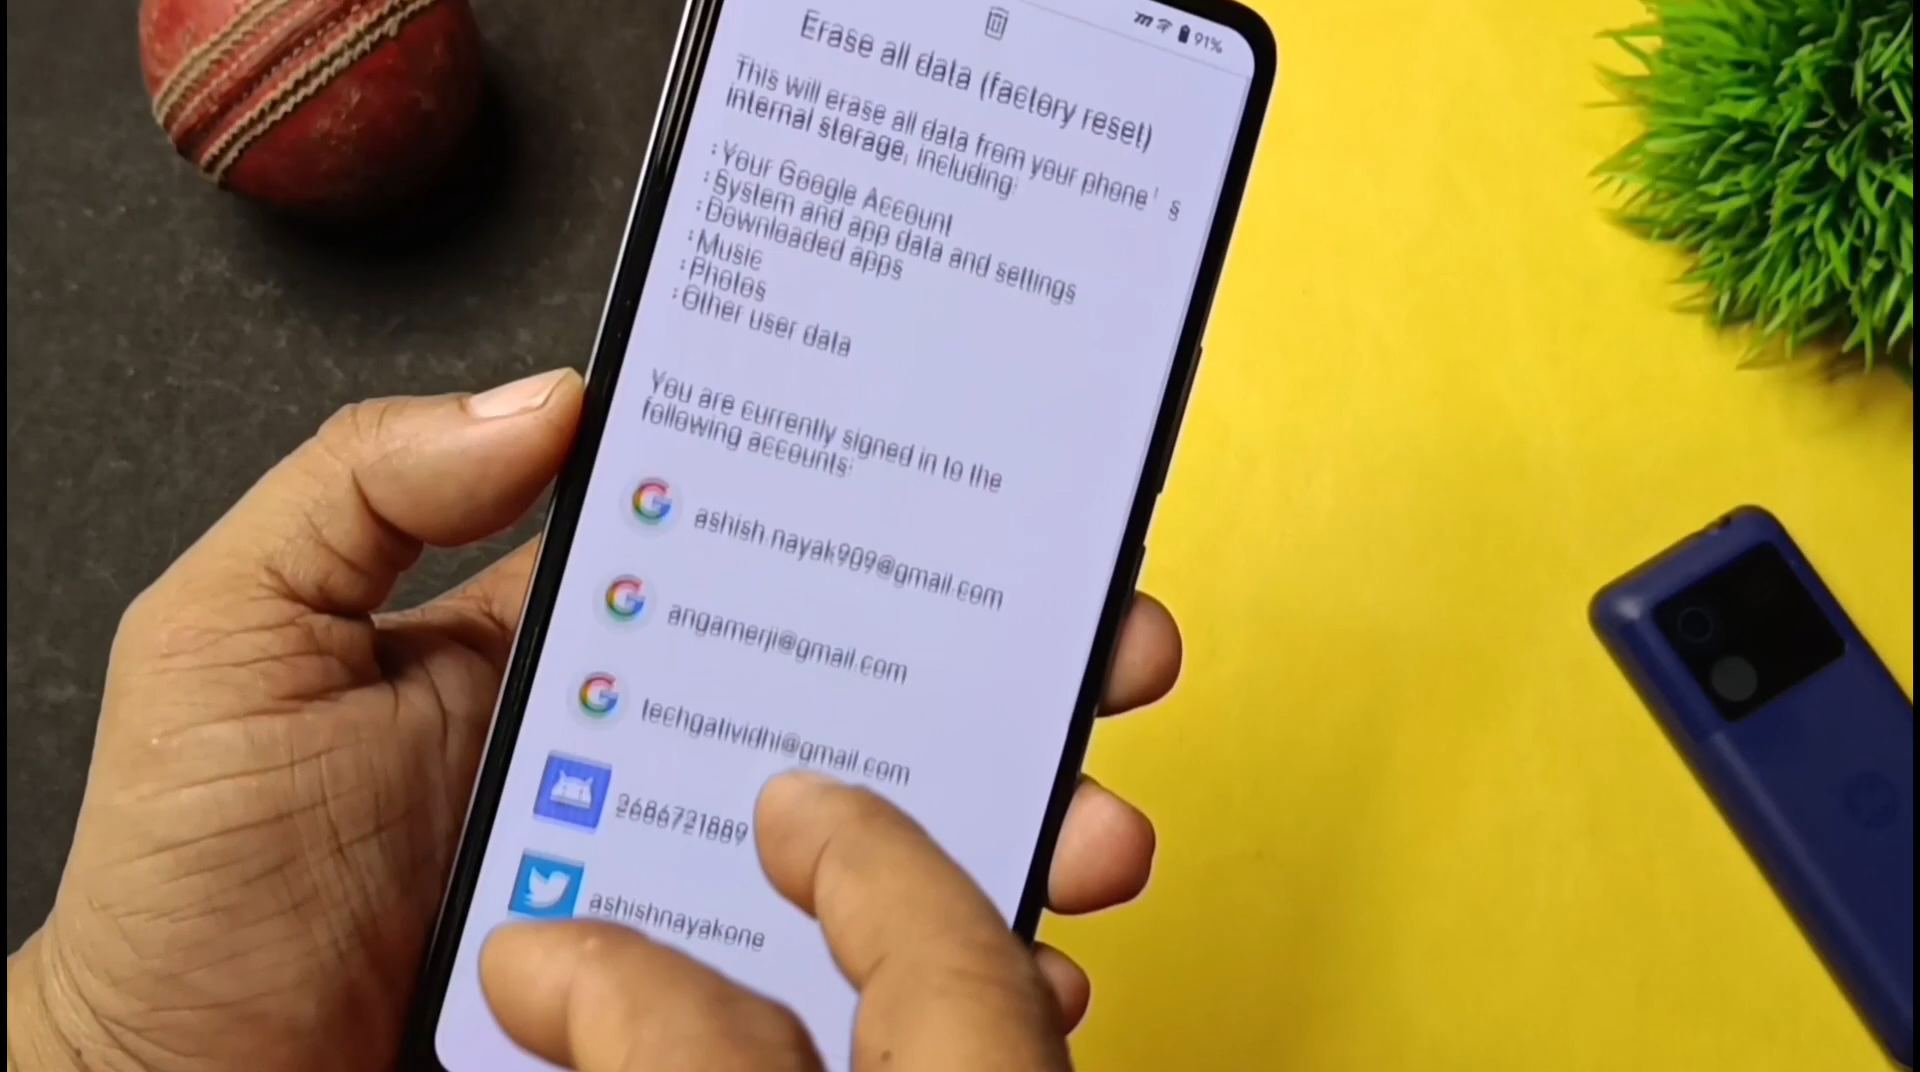 91%
Erase all data (factory reset)
This will erase all data from your phone's
internal storage, including:
• Your Google Account
• System and app data and settings
• Downloaded apps
• Music
• Photos
• Other user data
You are currently signed in to the
following accounts:
ashish.nayak909@gmail.com
angamerji@gmail.com
techgatividhi@gmail.com
2686721889
ashishnayakone